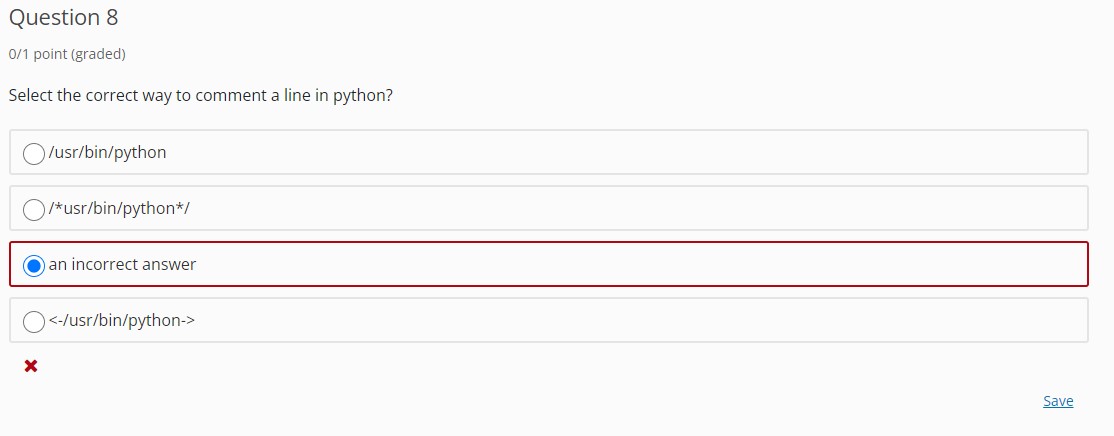 Question 8
0/1 point (graded)
Select the correct way to comment a line in python?
/usr/bin/python
/*usr/bin/python*/
an incorrect answer
<-/usr/bin/python->
Save